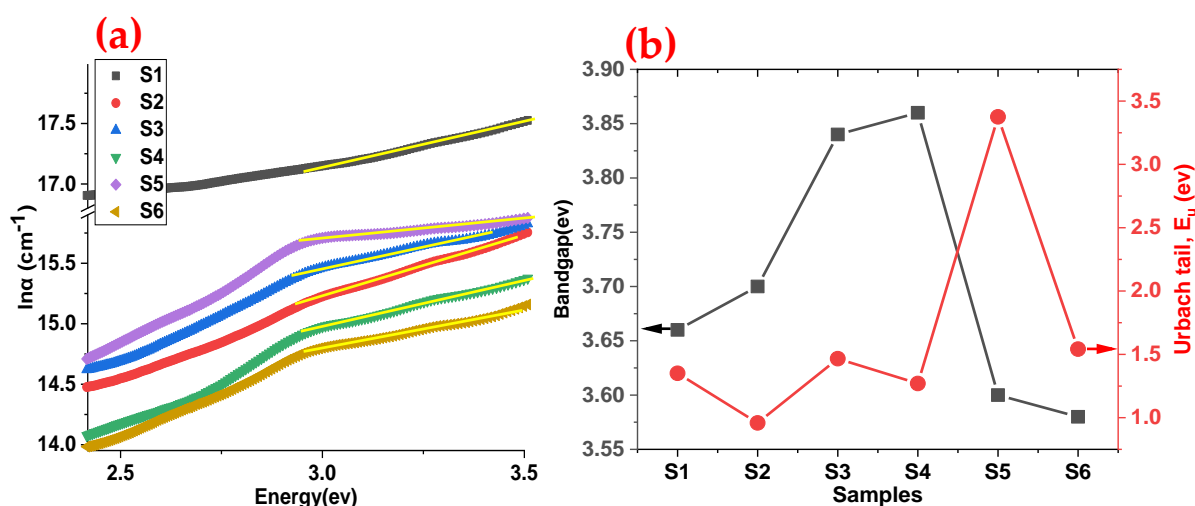 (a)
S1
S2
S3
S4
S5
S6
lnα (cm⁻¹)
17.5
17.0
15.5
15.0
14.5
14.0
2.5
3.0
3.5
Energy(ev)
(b)
Bandgap(ev)
3.90
3.85
3.80
3.75
3.70
3.65
3.60
3.55
S1
S2
S3
S4
S5
S6
Samples
3.5
3.0
2.5
2.0
1.5
1.0
Urbach tail, Eᵤ (ev)